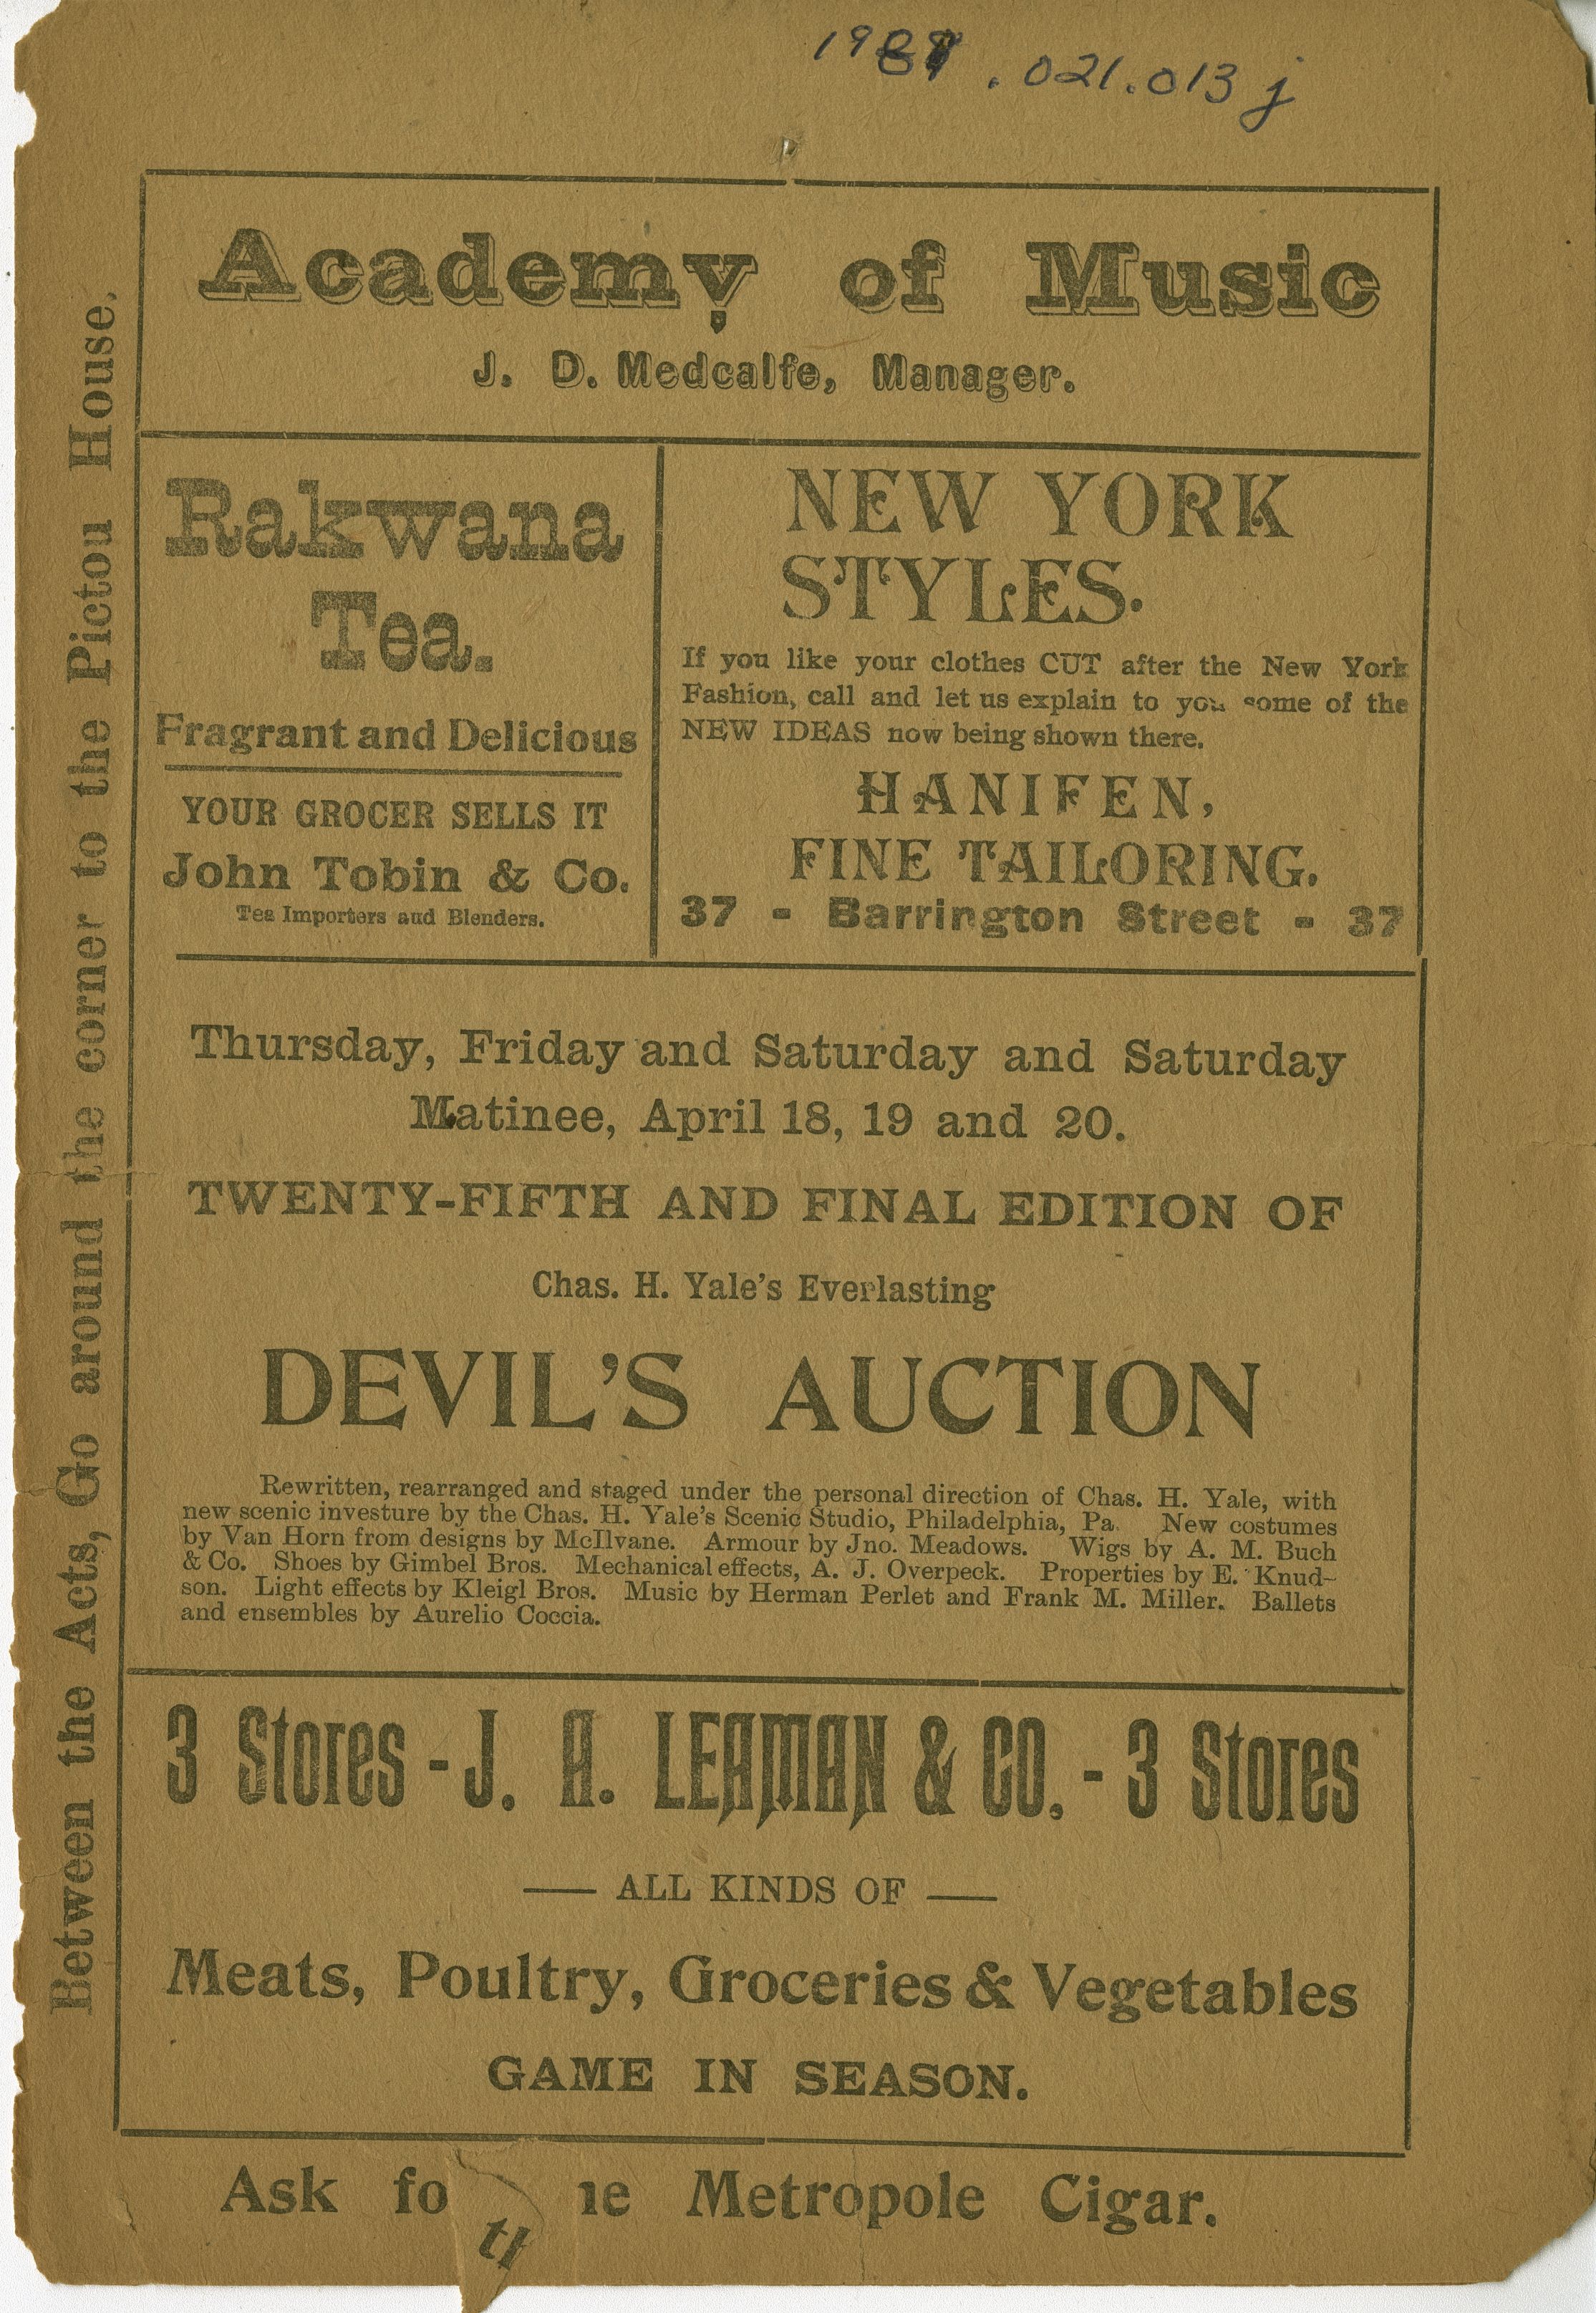 1987.021.013j
Academy of Music
J. D. Medcalfe, Manager.
Rakwana
Tea.
Fragrant and Delicious
YOUR GROCER SELLS IT
John Tobin & Co.
Tea Importers and Blenders.
NEW YORK
STYLES.
If you like your clothes CUT after the New York
Fashion, call and let us explain to you some of the
NEW IDEAS now being shown there.
HANIFEN,
FINE TAILORING.
37 - Barrington Street - 37
Thursday, Friday and Saturday and Saturday
Matinee, April 18, 19 and 20.
TWENTY-FIFTH AND FINAL EDITION OF
Chas. H. Yale's Everlasting
DEVIL'S AUCTION
Rewritten, rearranged and staged under the personal direction of Chas. H. Yale, with
new scenic investure by the Chas. H. Yale's Scenic Studio, Philadelphia, Pa. New costumes
by Van Horn from designs by McIlvane. Armour by Jno. Meadows. Wigs by A. M. Buch
& Co. Shoes by Gimbel Bros. Mechanical effects, A. J. Overpeck. Properties by E. Knud-
son. Light effects by Kleigl Bros. Music by Herman Perlet and Frank M. Miller. Ballets
and ensembles by Aurelio Coccia.
3 Stores - J. A. LEAMAN & CO. - 3 Stores
— ALL KINDS OF —
Meats, Poultry, Groceries & Vegetables
GAME IN SEASON.
Ask fo the Metropole Cigar.
Between the Acts, Go around the corner to the Pictou House.